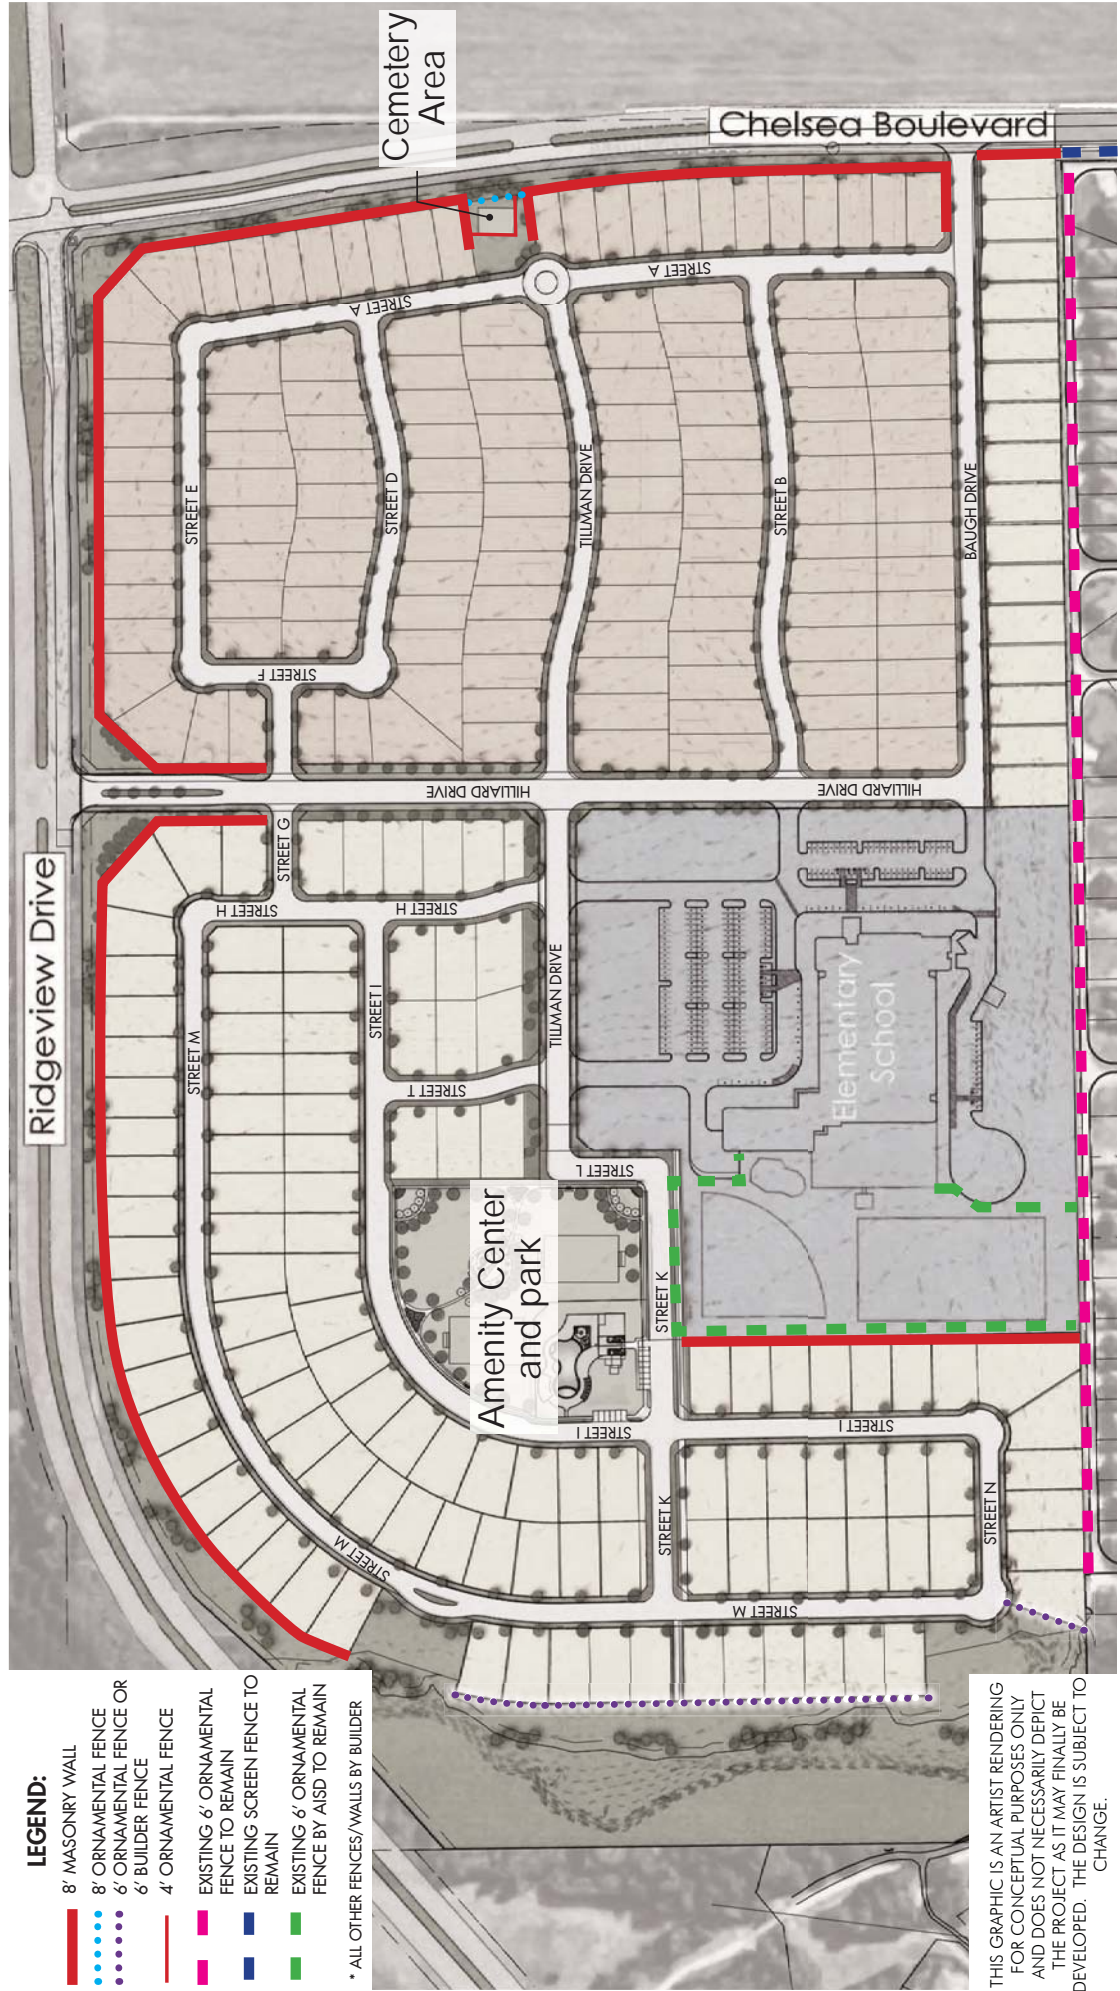 Cemetery
Area
Chelsea Boulevard
Ridgeview Drive
STREET A
STREET A
STREET E
STREET D
TILLMAN DRIVE
STREET B
BAUGH DRIVE
STREET F
HILLIARD DRIVE
HILLIARD DRIVE
STREET G
STREET H
STREET H
STREET M
STREET I
TILLMAN DRIVE
STREET T
STREET L
Elementary
School
Amenity Center
and park
STREET K
STREET I
STREET I
STREET K
STREET N
STREET M
STREET M
LEGEND:
8' MASONRY WALL
8' ORNAMENTAL FENCE
6' ORNAMENTAL FENCE OR
6' BUILDER FENCE
4' ORNAMENTAL FENCE
EXISTING 6' ORNAMENTAL
FENCE TO REMAIN
EXISTING SCREEN FENCE TO
REMAIN
EXISTING 6' ORNAMENTAL
FENCE BY AISD TO REMAIN
* ALL OTHER FENCES/WALLS BY BUILDER
THIS GRAPHIC IS AN ARTIST RENDERING
FOR CONCEPTUAL PURPOSES ONLY
AND DOES NOT NECESSARILY DEPICT
THE PROJECT AS IT MAY FINALLY BE
DEVELOPED. THE DESIGN IS SUBJECT TO
CHANGE.